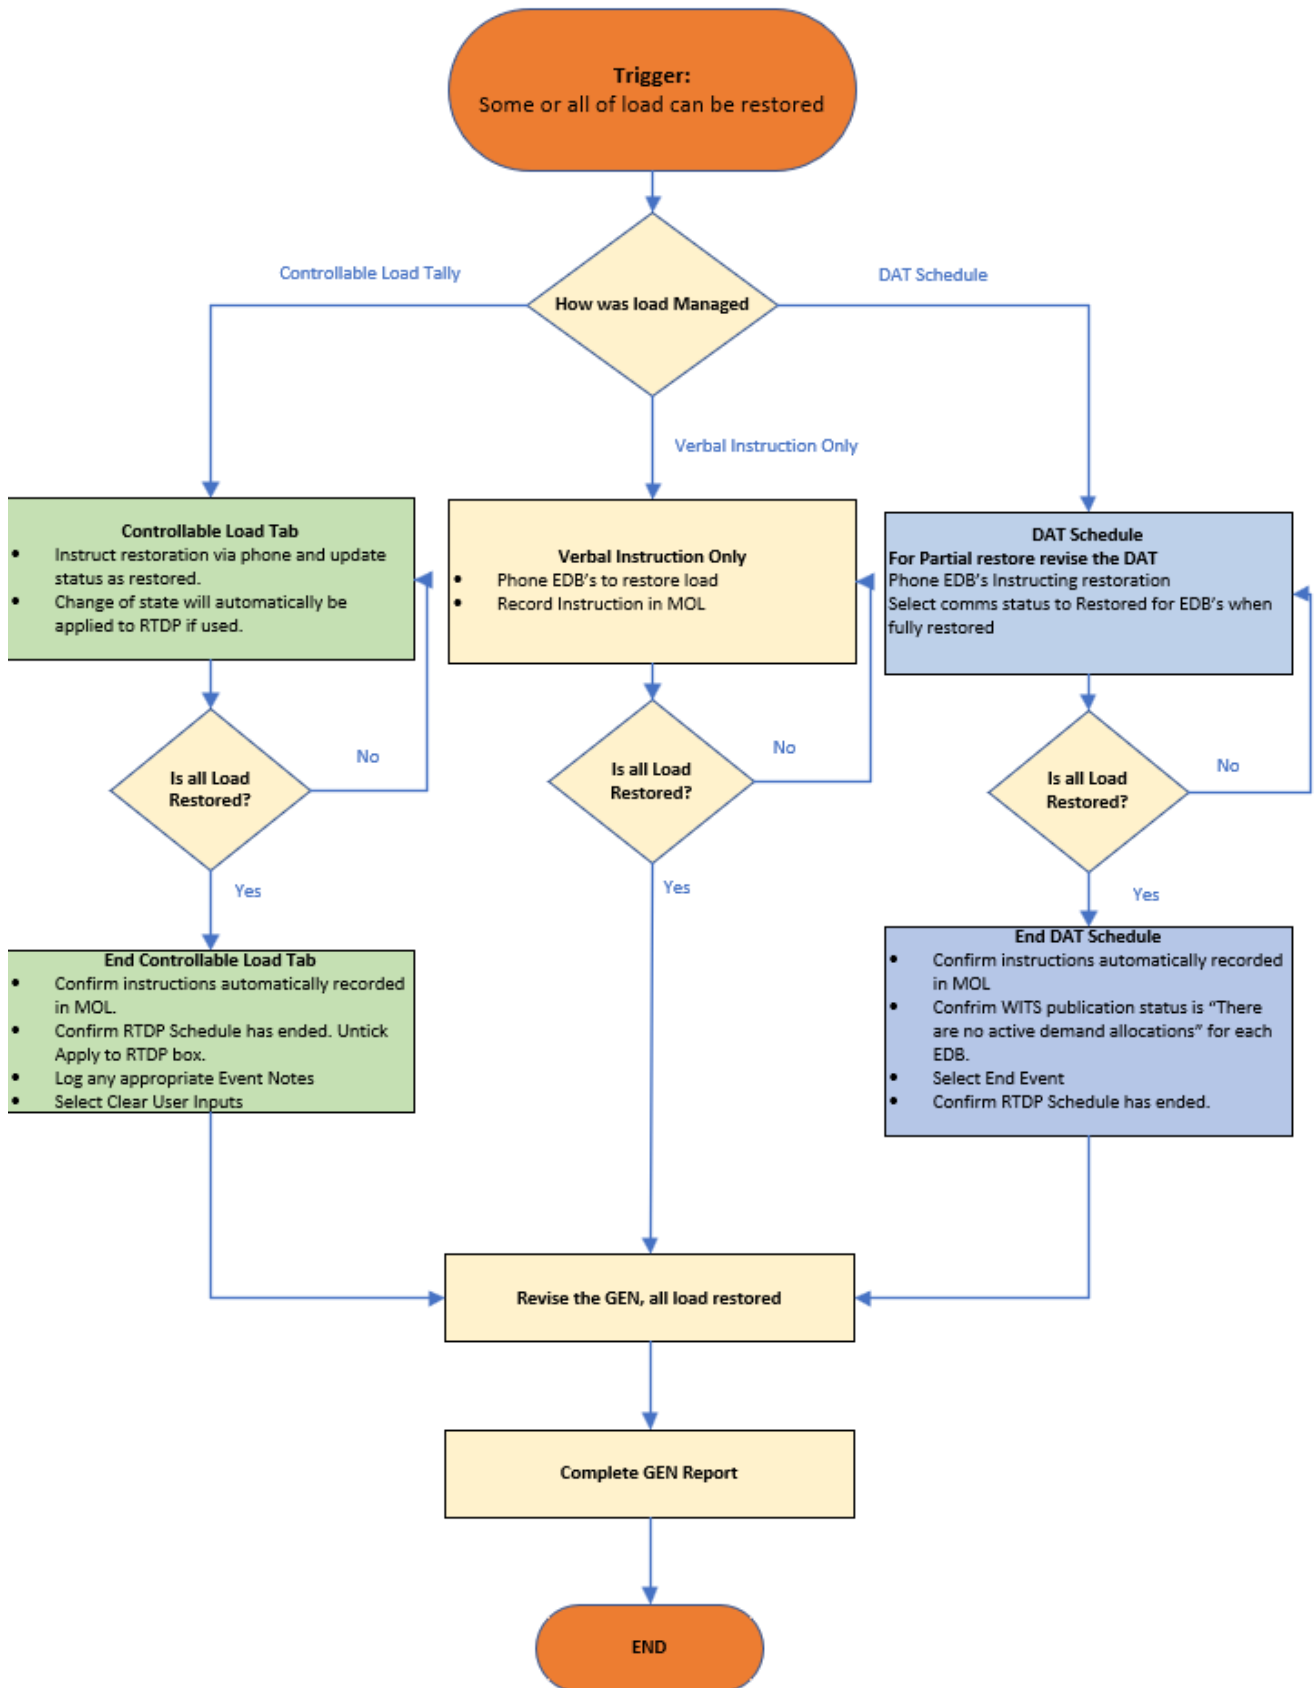 Trigger:
Some or all of load can be restored
Controllable Load Tally
DAT Schedule
How was load Managed
Verbal Instruction Only
Controllable Load Tab
• Instruct restoration via phone and update
status as restored.
• Change of state will automatically be
applied to RTDP if used.
Verbal Instruction Only
• Phone EDB's to restore load
• Record Instruction in MOL
DAT Schedule
For Partial restore revise the DAT
Phone EDB's Instructing restoration
Select comms status to Restored for EDB's when
fully restored
Is all Load
Restored?
No
Yes
Is all Load
Restored?
No
Yes
Is all Load
Restored?
No
Yes
End Controllable Load Tab
• Confirm instructions automatically recorded
in MOL.
• Confirm RTDP Schedule has ended. Untick
Apply to RTDP box.
• Log any appropriate Event Notes
• Select Clear User Inputs
End DAT Schedule
• Confirm instructions automatically recorded
in MOL
• Confrim WITS publication status is “There
are no active demand allocations” for each
EDB.
• Select End Event
• Confirm RTDP Schedule has ended.
Revise the GEN, all load restored
Complete GEN Report
END